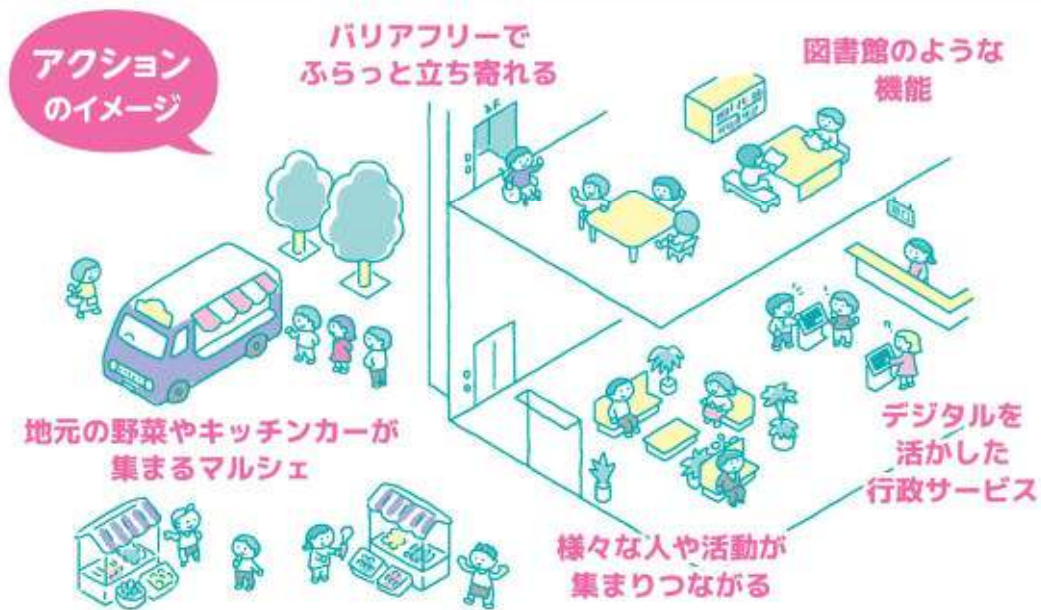 アクション
のイメージ
バリアフリーで
ふらっと立ち寄れる
図書館のような
機能
地元の野菜やキッチンカーが
集まるマルシェ
デジタルを
活かした
行政サービス
様々な人や活動が
集まりつながる